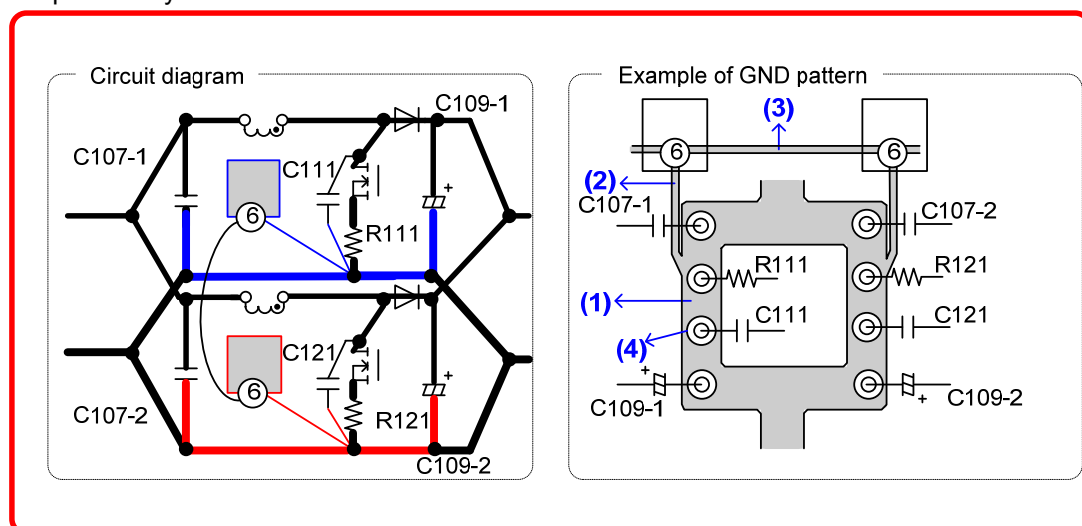 Circuit diagram
C109-1
C107-1
C111
6
R111
C121
6
R121
C107-2
C109-2
Example of GND pattern
(3)
6
6
(2)
C107-1
C107-2
R111
R121
(1)
C111
C121
(4)
C109-1
C109-2